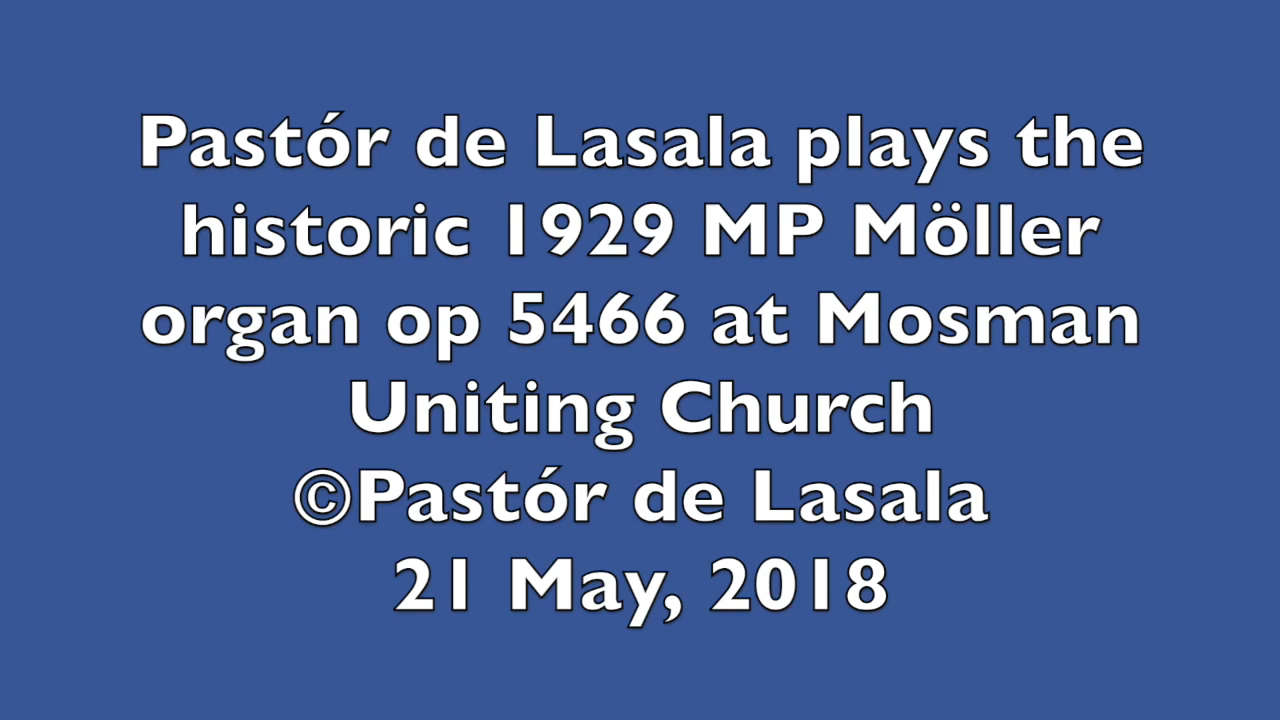 Pastór de Lasala plays the
historic 1929 MP Möller
organ op 5466 at Mosman
Uniting Church
©Pastór de Lasala
21 May, 2018